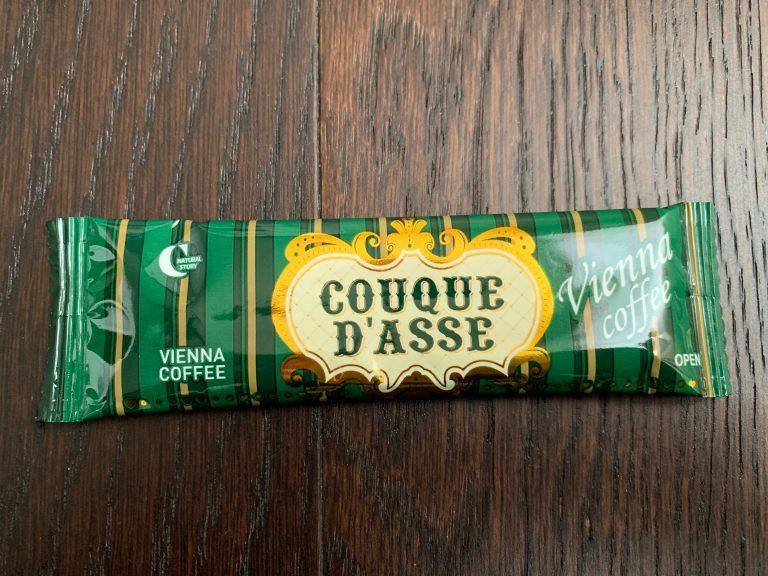 C
NATURAL
STORY
VIENNA
COFFEE
COUQUE
D'ASSE
Vienna
coffee
OPEN